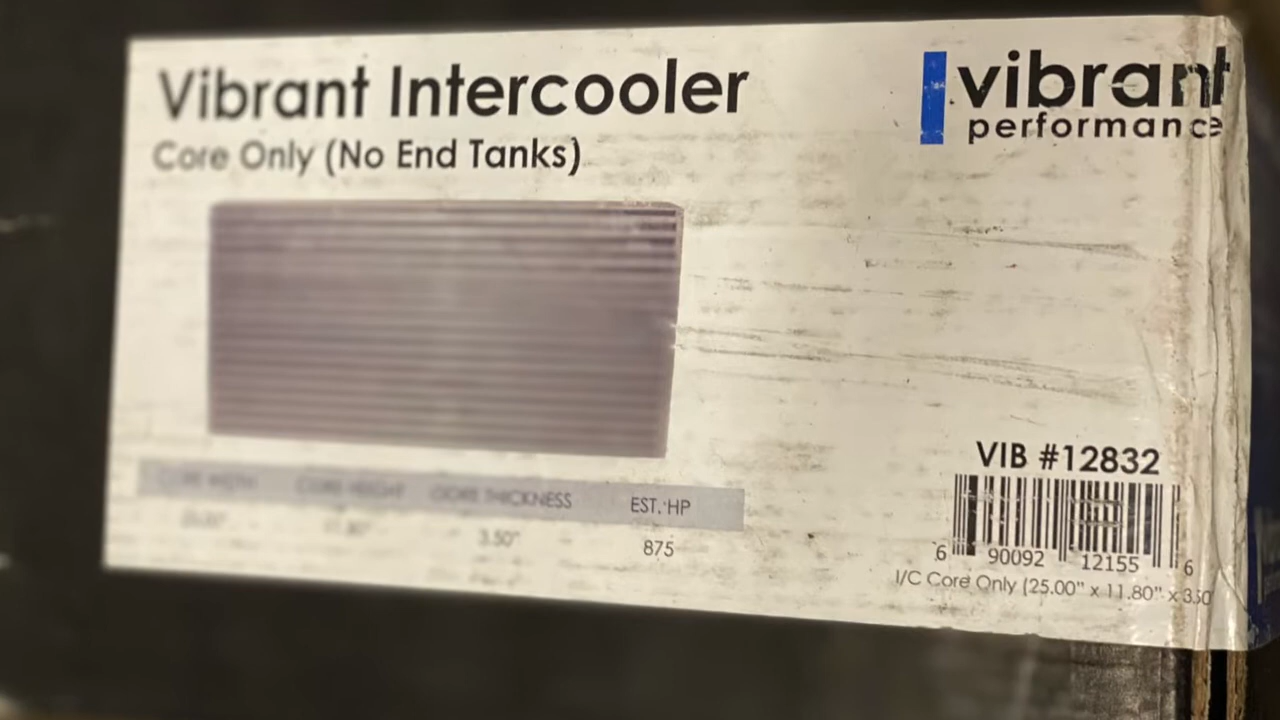 Vibrant Intercooler
Core Only (No End Tanks)
vibrant
performance
CORE WIDTH CORE HEIGHT CORE THICKNESS EST. HP
3.50" 875
VIB #12832
6 90092 12155 6
I/C Core Only (25.00" x 11.80" x 3.50